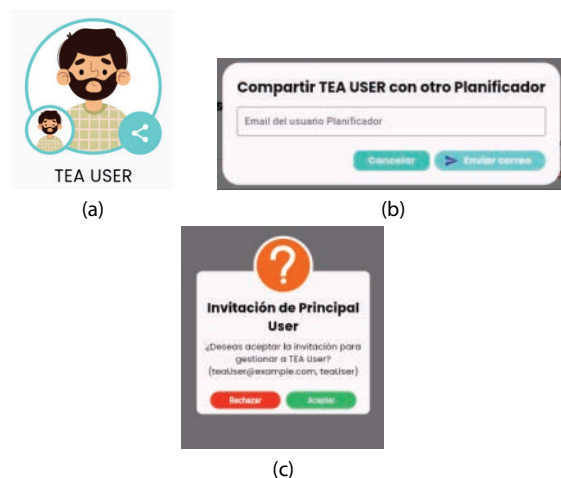 TEA USER
(a)
Compartir TEA USER con otro Planificador
Email del usuario Planificador
Cancelar Enviar correo
(b)
Invitación de Principal
User
¿Deseas aceptar la invitación para
gestionar a TEA User?
(teaUser@example.com, teaUser)
Rechazar Aceptar
(c)